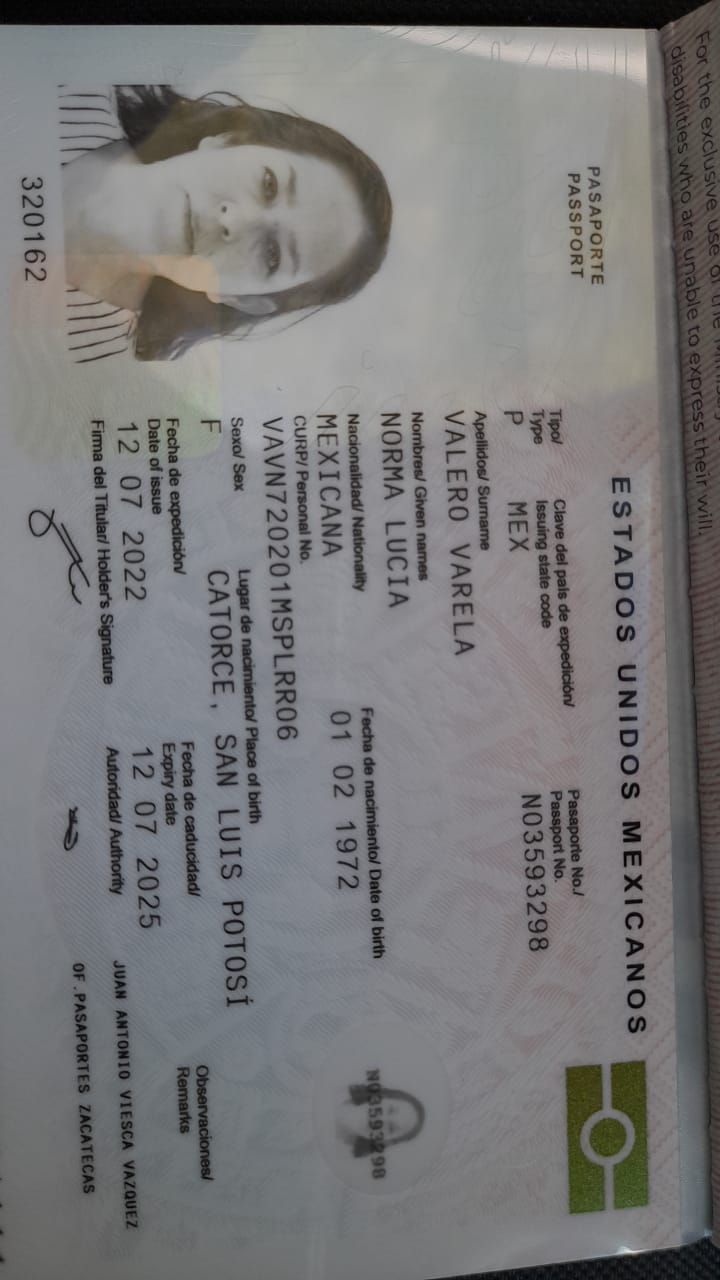 For the exclusive use of the
disabilities who are unable to express their will.
ESTADOS UNIDOS MEXICANOS
PASAPORTE
PASSPORT
Tipo/
Type
P
Clave del país de expedición/
Issuing state code
MEX
Pasaporte No./
Passport No.
N03593298
Apellidos/ Surname
VALERO VARELA
Nombres/ Given names
NORMA LUCIA
Nacionalidad/ Nationality
MEXICANA
Fecha de nacimiento/ Date of birth
01 02 1972
CURP/ Personal No.
VAVN720201MSPLRR06
Sexo/ Sex
F
Lugar de nacimiento/ Place of birth
CATORCE, SAN LUIS POTOSÍ
Fecha de expedición/
Date of issue
12 07 2022
Fecha de caducidad/
Expiry date
12 07 2025
Observaciones/
Remarks
Firma del Titular/ Holder's Signature
Autoridad/ Authority
JUAN ANTONIO VIESCA VAZQUEZ
OF.PASAPORTES ZACATECAS
N03593298
320162